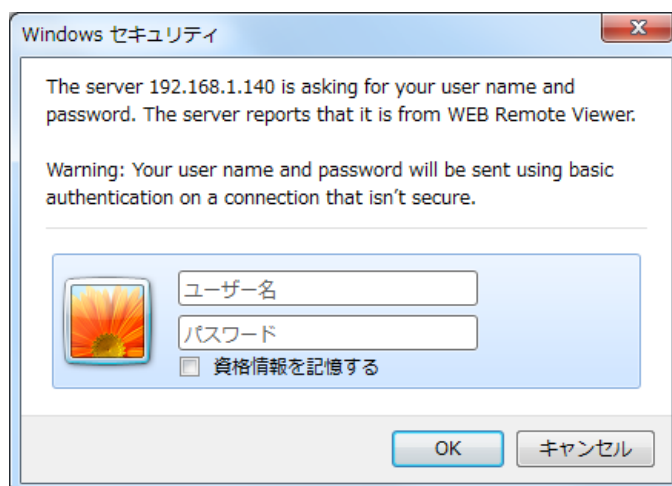 Windows セキュリティ
The server 192.168.1.140 is asking for your user name and
password. The server reports that it is from WEB Remote Viewer.
Warning: Your user name and password will be sent using basic
authentication on a connection that isn't secure.
ユーザー名
パスワード
資格情報を記憶する
OK
キャンセル